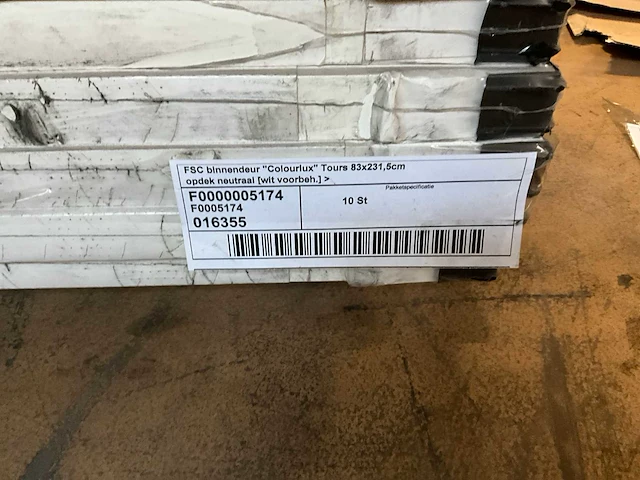 FSC binnendeur "Colourlux" Tours 83x231,5cm
opdek neutraal [wit voorbeh.] >
F0000005174
F0005174
016355
Pakketspecificatie
10 St